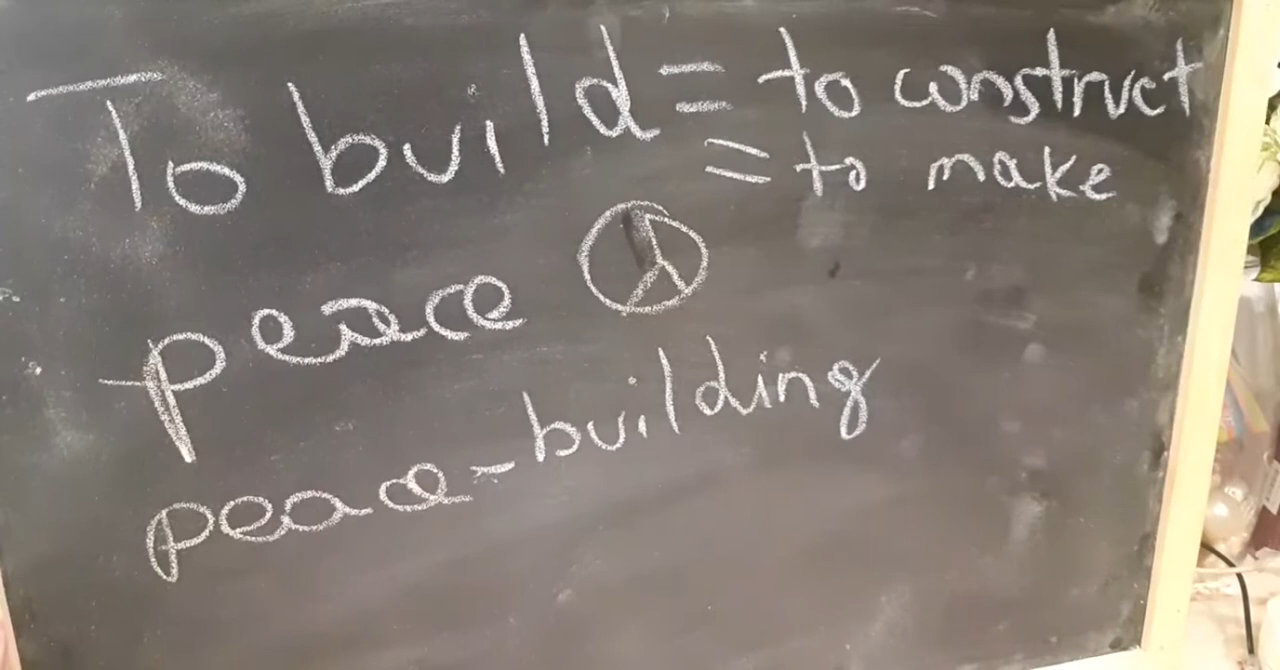 To build = to construct
= to make
peace
peace-building